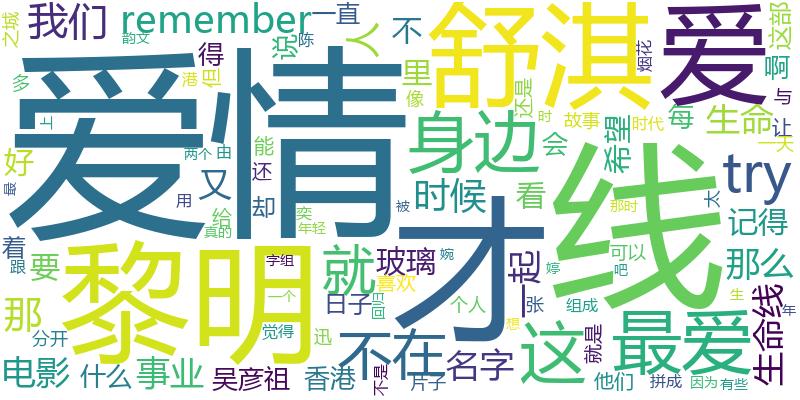 之城
我们
韵文
remember
一直
陈
人
说
不
舒淇
爱
烟花
这部
啊
与
让
多
港
但
得
里
像
还是
上
爱情
身边
时
故事
时代
希望
每
生命
一天
好
两个
由
能
会
最
用
又
还
却
给
真的
奕
年轻
时候
看
被
才
线
那时
太
try
记得
着
跟
要
黎明
字组
一个
就
玻璃
喜欢
回归
一起
婉
张
个人
婷
可以
吧
那么
那
分开
觉得
日子
迅
组成
想
生
年
生命线
电影
什么
事业
吴彦祖
香港
不在
不是
片子
名字
这
就是
最爱
他们
拼成
因为
有些